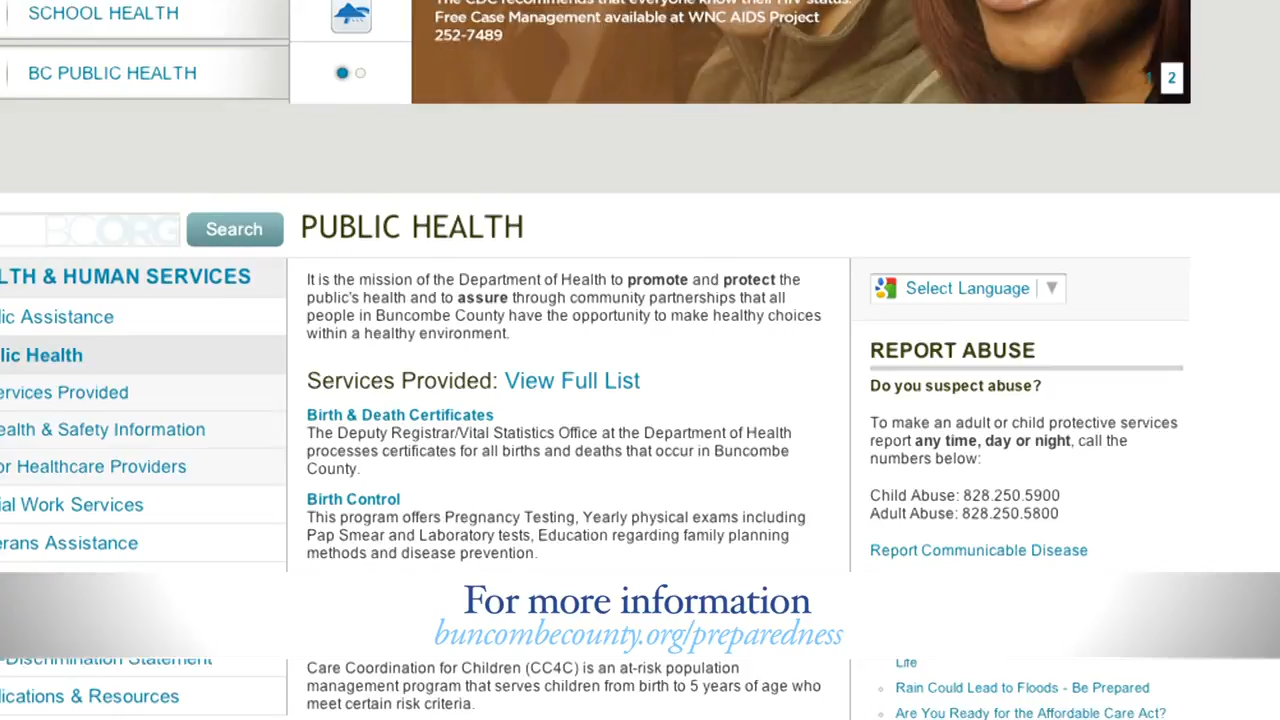 SCHOOL HEALTH
BC PUBLIC HEALTH
Free Case Management available at WNC AIDS Project
252-7489
1 2
BCORG
Search
PUBLIC HEALTH
LTH & HUMAN SERVICES
lic Assistance
lic Health
ervices Provided
ealth & Safety Information
or Healthcare Providers
ial Work Services
erans Assistance
It is the mission of the Department of Health to promote and protect the
public's health and to assure through community partnerships that all
people in Buncombe County have the opportunity to make healthy choices
within a healthy environment.
Services Provided: View Full List
Birth & Death Certificates
The Deputy Registrar/Vital Statistics Office at the Department of Health
processes certificates for all births and deaths that occur in Buncombe
County.
Birth Control
This program offers Pregnancy Testing, Yearly physical exams including
Pap Smear and Laboratory tests, Education regarding family planning
methods and disease prevention.
Select Language
REPORT ABUSE
Do you suspect abuse?
To make an adult or child protective services
report any time, day or night, call the
numbers below:
Child Abuse: 828.250.5900
Adult Abuse: 828.250.5800
Report Communicable Disease
For more information
buncombecounty.org/preparedness
-Discrimination Statement
lications & Resources
Care Coordination for Children (CC4C) is an at-risk population
management program that serves children from birth to 5 years of age who
meet certain risk criteria.
Life
Rain Could Lead to Floods - Be Prepared
Are You Ready for the Affordable Care Act?